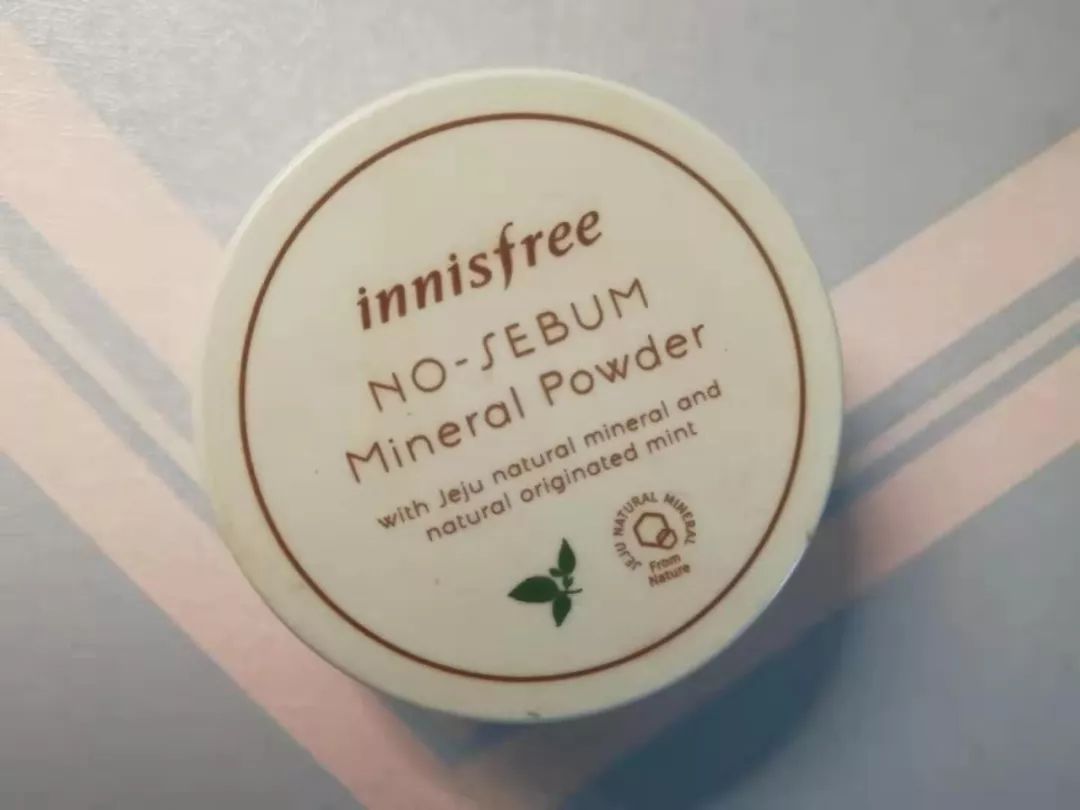 innisfree
NO-SEBUM
Mineral Powder
with Jeju natural mineral and
natural originated mint
JEJU NATURAL MINERAL
From
Nature